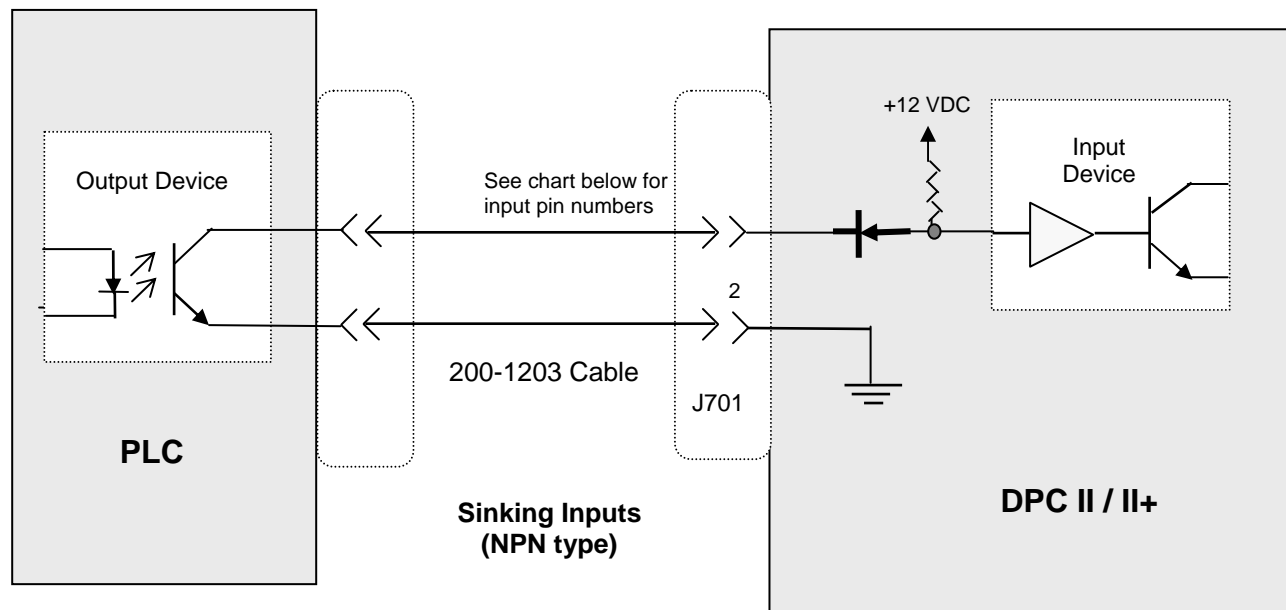 +12 VDC
Output Device
See chart below for
input pin numbers
Input
Device
2
200-1203 Cable
J701
PLC
Sinking Inputs
(NPN type)
DPC II / II+